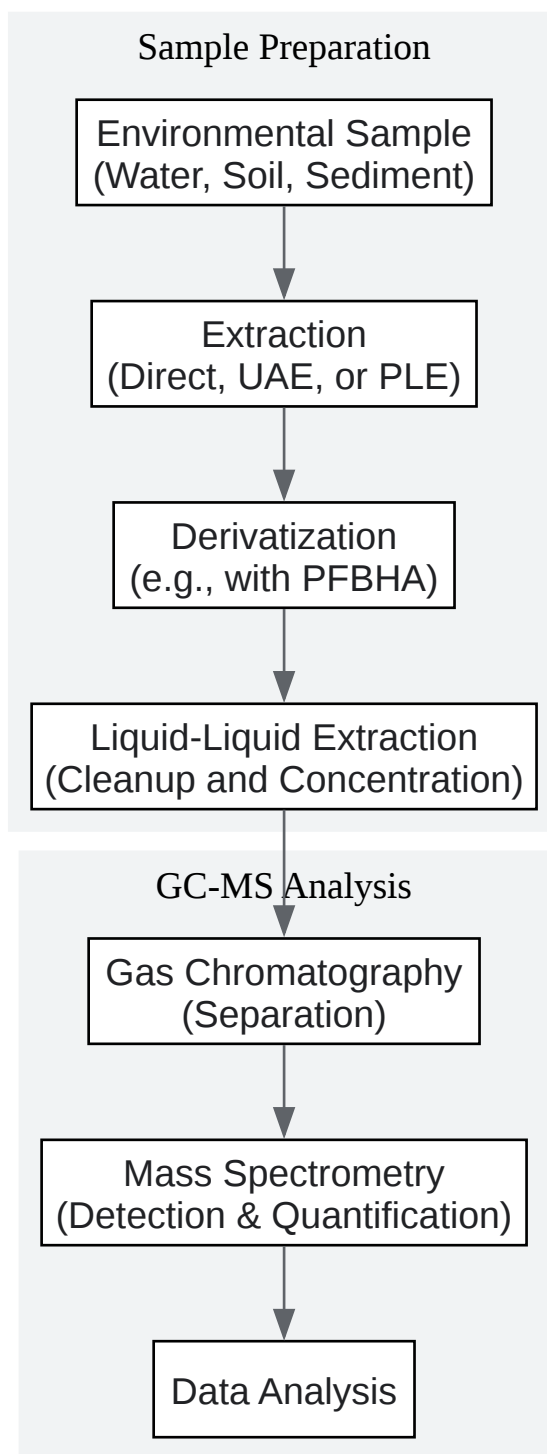 Sample Preparation
Environmental Sample
(Water, Soil, Sediment)
Extraction
(Direct, UAE, or PLE)
Derivatization
(e.g., with PFBHA)
Liquid-Liquid Extraction
(Cleanup and Concentration)
GC-MS Analysis
Gas Chromatography
(Separation)
Mass Spectrometry
(Detection & Quantification)
Data Analysis